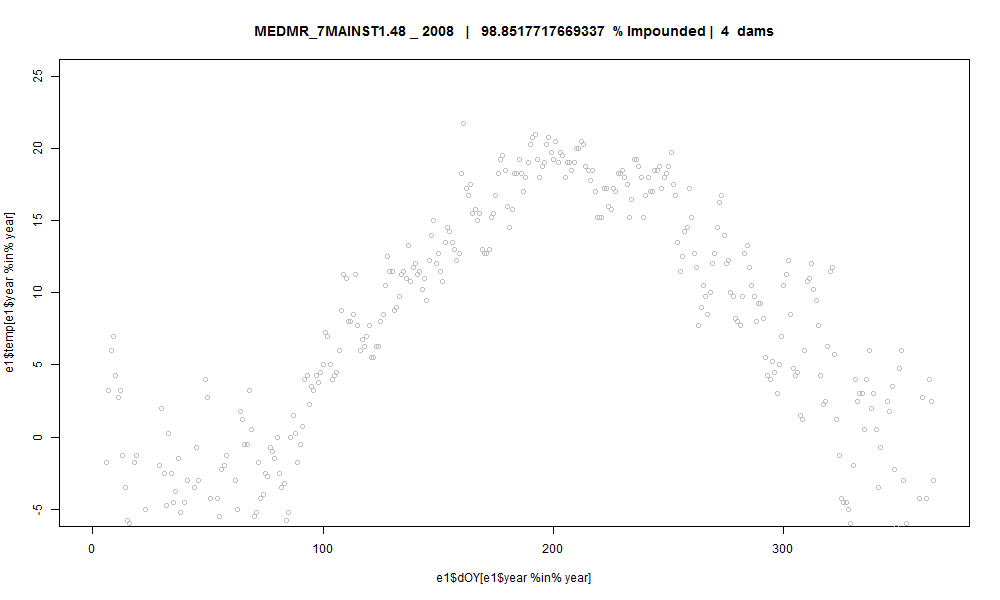 MEDMR_7MAINST1.48 _ 2008 | 98.8517717669337 % Impounded | 4 dams
25
20
15
10
5
0
-5
e1$temp[e1$year %in% year]
0 100 200 300
e1$dOY[e1$year %in% year]